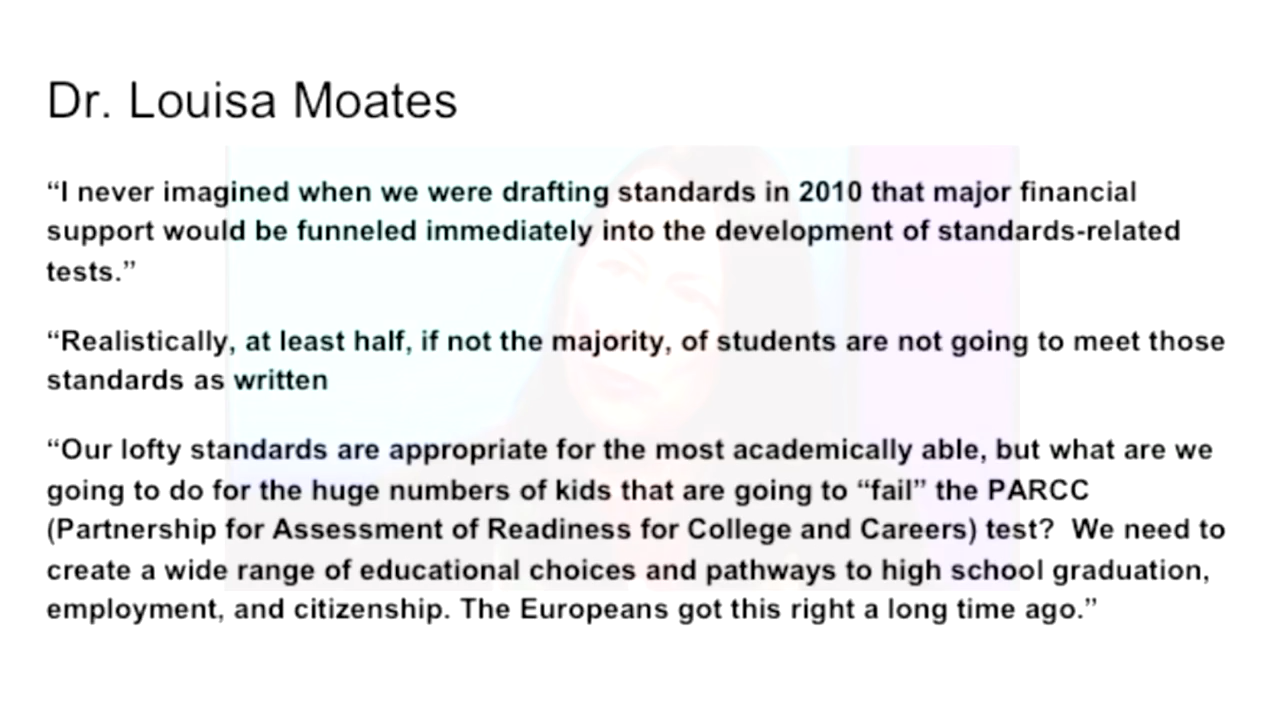 Dr. Louisa Moates
“I never imagined when we were drafting standards in 2010 that major financial
support would be funneled immediately into the development of standards-related
tests.”
“Realistically, at least half, if not the majority, of students are not going to meet those
standards as written
“Our lofty standards are appropriate for the most academically able, but what are we
going to do for the huge numbers of kids that are going to “fail” the PARCC
(Partnership for Assessment of Readiness for College and Careers) test?  We need to
create a wide range of educational choices and pathways to high school graduation,
employment, and citizenship. The Europeans got this right a long time ago.”